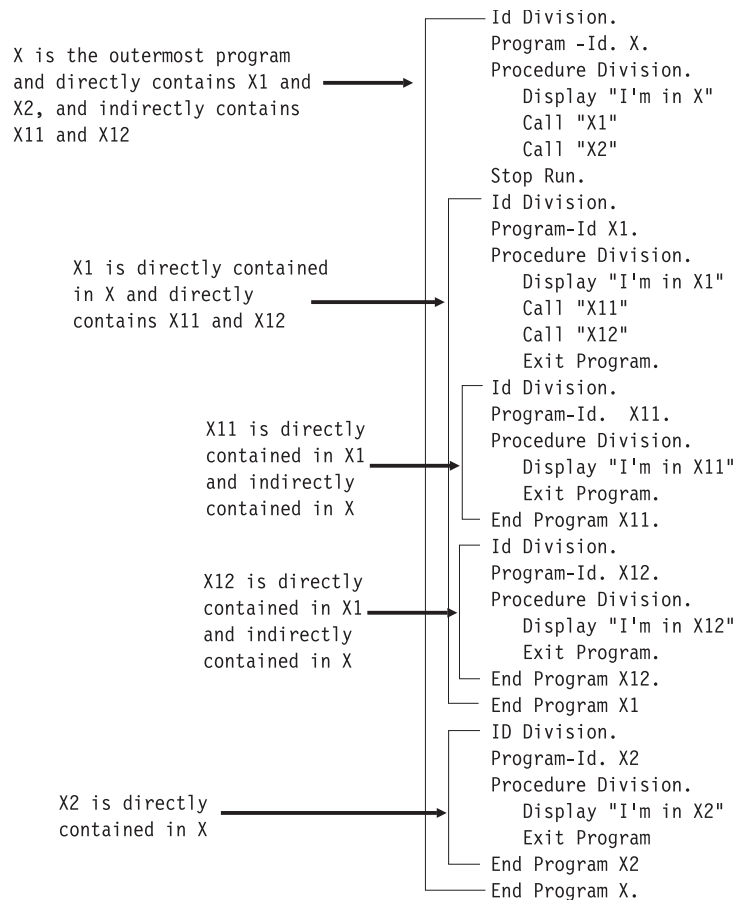 X is the outermost program
and directly contains X1 and
X2, and indirectly contains
X11 and X12
Id Division.
Program -Id. X.
Procedure Division.
Display "I'm in X"
Call "X1"
Call "X2"
Stop Run.
X1 is directly contained
in X and directly
contains X11 and X12
Id Division.
Program-Id X1.
Procedure Division.
Display "I'm in X1"
Call "X11"
Call "X12"
Exit Program.
X11 is directly
contained in X1
and indirectly
contained in X
Id Division.
Program-Id. X11.
Procedure Division.
Display "I'm in X11"
Exit Program.
End Program X11.
X12 is directly
contained in X1
and indirectly
contained in X
Id Division.
Program-Id. X12.
Procedure Division.
Display "I'm in X12"
Exit Program.
End Program X12.
End Program X1
X2 is directly
contained in X
ID Division.
Program-Id. X2
Procedure Division.
Display "I'm in X2"
Exit Program
End Program X2
End Program X.